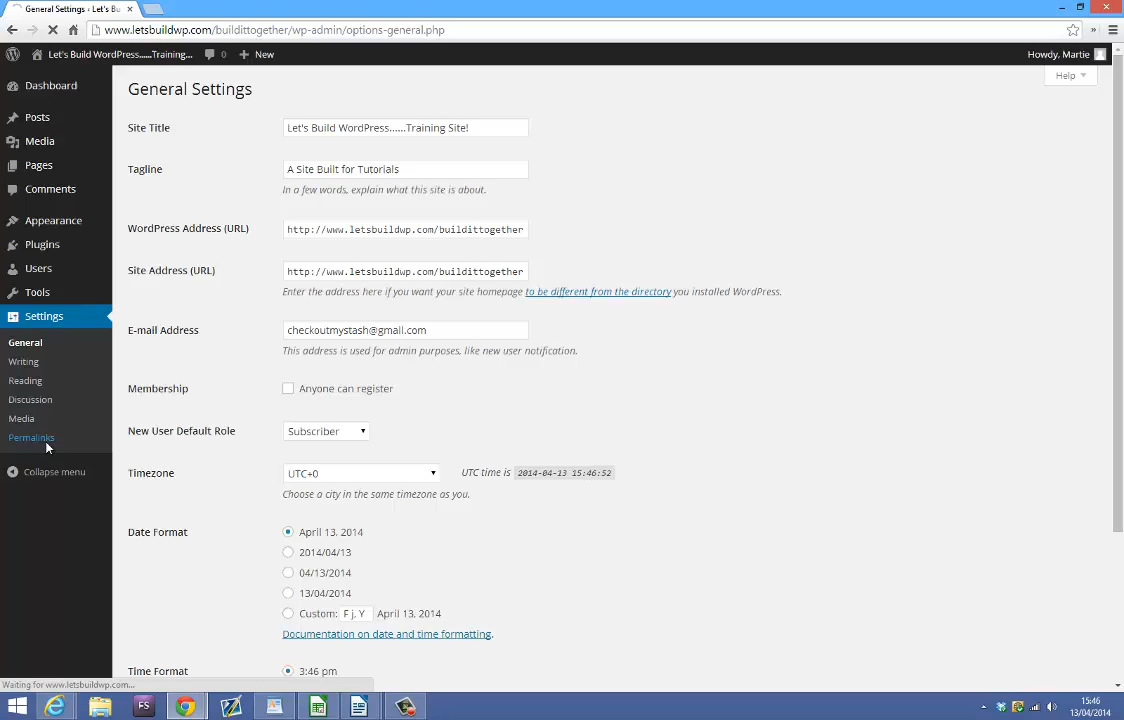 General Settings ‹ Let's B
www.letsbuildwp.com/buildittogether/wp-admin/options-general.php
Let's Build WordPress......Training... 0 New Howdy, Martie
Help
Dashboard
Posts
Media
Pages
Comments
Appearance
Plugins
Users
Tools
Settings
General
Writing
Reading
Discussion
Media
Permalinks
Collapse menu
General Settings
Site Title Let's Build WordPress......Training Site!
Tagline A Site Built for Tutorials
In a few words, explain what this site is about.
WordPress Address (URL) http://www.letsbuildwp.com/buildittogether
Site Address (URL) http://www.letsbuildwp.com/buildittogether
Enter the address here if you want your site homepage to be different from the directory you installed WordPress.
E-mail Address checkoutmystash@gmail.com
This address is used for admin purposes, like new user notification.
Membership Anyone can register
New User Default Role Subscriber
Timezone UTC+0 UTC time is 2014-04-13 15:46:52
Choose a city in the same timezone as you.
Date Format April 13, 2014
2014/04/13
04/13/2014
13/04/2014
Custom: F j, Y April 13, 2014
Documentation on date and time formatting.
Time Format 3:46 pm
Waiting for www.letsbuildwp.com...
FS
15:46
13/04/2014